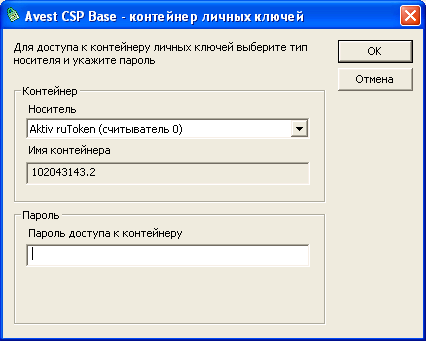 Avest CSP Base - контейнер личных ключей
Для доступа к контейнеру личных ключей выберите тип
носителя и укажите пароль
OK
Отмена
Контейнер
Носитель
Aktiv ruToken (считыватель 0)
Имя контейнера
102043143.2
Пароль
Пароль доступа к контейнеру